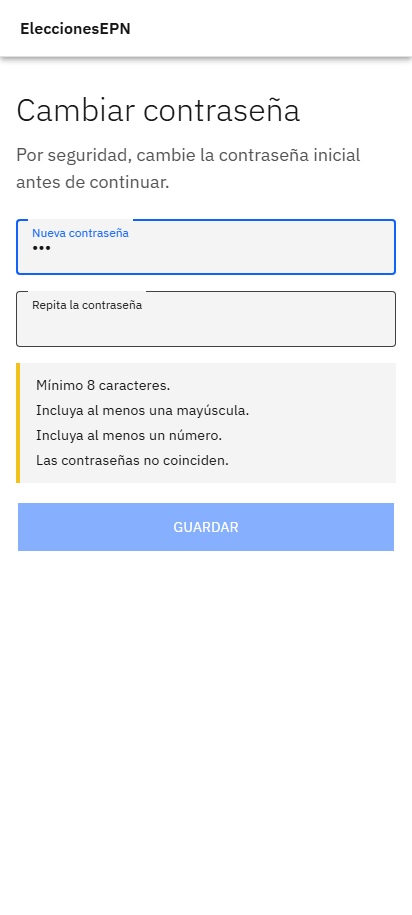 EleccionesEPN
Cambiar contraseña
Por seguridad, cambie la contraseña inicial
antes de continuar.
Nueva contraseña
•••
Repita la contraseña
Mínimo 8 caracteres.
Incluya al menos una mayúscula.
Incluya al menos un número.
Las contraseñas no coinciden.
GUARDAR